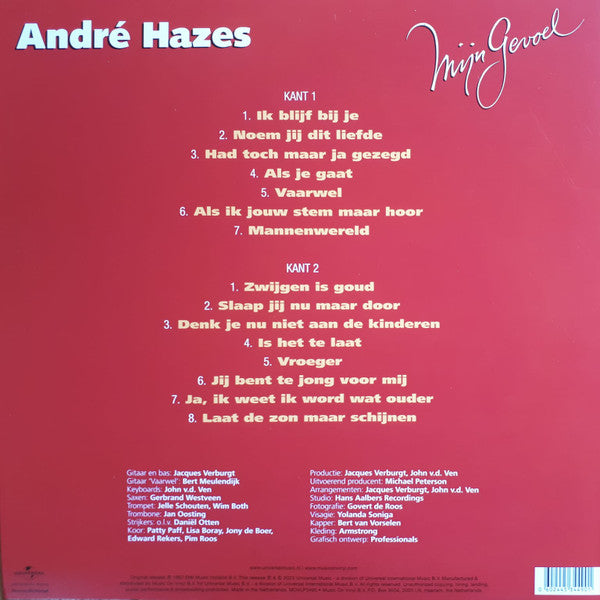 André Hazes
Mijn Gevoel
KANT 1
1. Ik blijf bij je
2. Noem jij dit liefde
3. Had toch maar ja gezegd
4. Als je gaat
5. Vaarwel
6. Als ik jouw stem maar hoor
7. Mannenwereld
KANT 2
1. Zwijgen is goud
2. Slaap jij nu maar door
3. Denk je nu niet aan de kinderen
4. Is het te laat
5. Vroeger
6. Jij bent te jong voor mij
7. Ja, ik weet ik word wat ouder
8. Laat de zon maar schijnen
Gitaar en bas: Jacques Verburgt
Gitaar 'Vaarwel': Bert Meulendijk
Keyboards: John v.d. Ven
Saxen: Gerbrand Westveen
Trompet: Jelle Schouten, Wim Both
Trombone: Jan Oosting
Strijkers: o.l.v. Daniël Otten
Koor: Patty Paff, Lisa Boray, Jony de Boer,
Edward Rekers, Pim Roos
Productie: Jacques Verburgt, John v.d. Ven
Uitvoerend producent: Michael Peterson
Arrangementen: Jacques Verburgt, John v.d. Ven
Studio: Hans Aalbers Recordings
Fotografie: Govert de Roos
Visagie: Yolanda Soniga
Kapper: Bert van Vorselen
Kleding: Armstrong
Grafisch ontwerp: Professionals
UNIVERSAL
www.universalmusic.nl | www.musiconvinyl.com